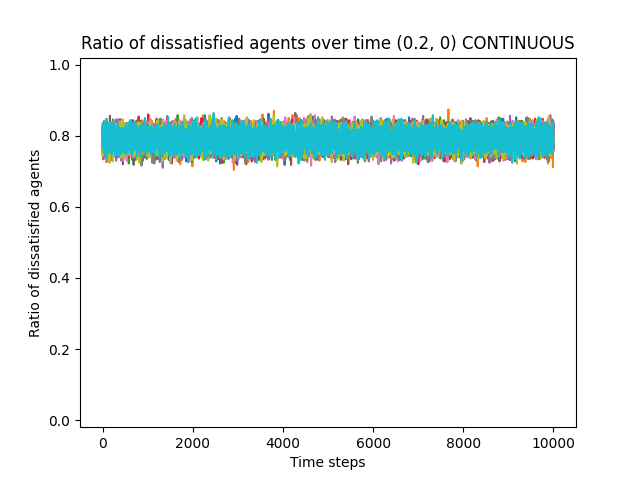 Ratio of dissatisfied agents over time (0.2, 0) CONTINUOUS
1.0
0.8
0.6
0.4
0.2
0.0
Ratio of dissatisfied agents
0 2000 4000 6000 8000 10000
Time steps